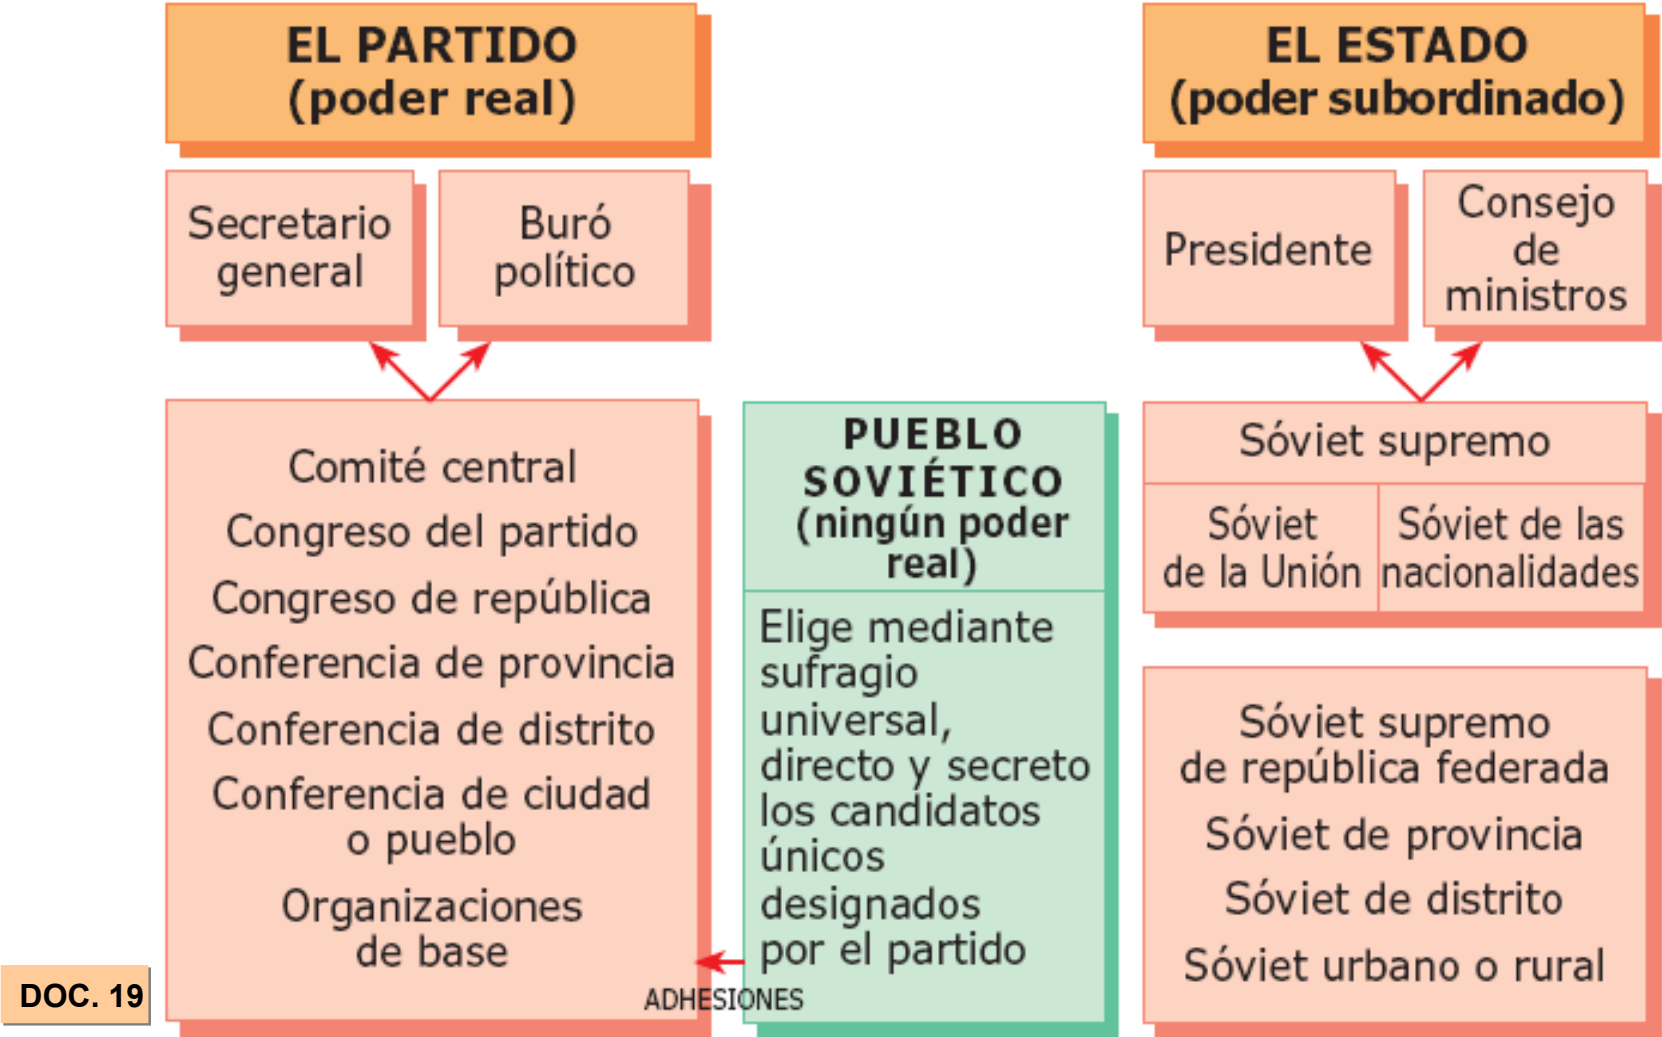 EL PARTIDO
(poder real)
Secretario
general
Buró
político
Comité central
Congreso del partido
Congreso de república
Conferencia de provincia
Conferencia de distrito
Conferencia de ciudad
o pueblo
Organizaciones
de base
ADHESIONES
PUEBLO
SOVIÉTICO
(ningún poder
real)
Elige mediante
sufragio
universal,
directo y secreto
los candidatos
únicos
designados
por el partido
EL ESTADO
(poder subordinado)
Presidente
Consejo
de
ministros
Sóviet supremo
Sóviet
de la Unión
Sóviet de las
nacionalidades
Sóviet supremo
de república federada
Sóviet de provincia
Sóviet de distrito
Sóviet urbano o rural
DOC. 19